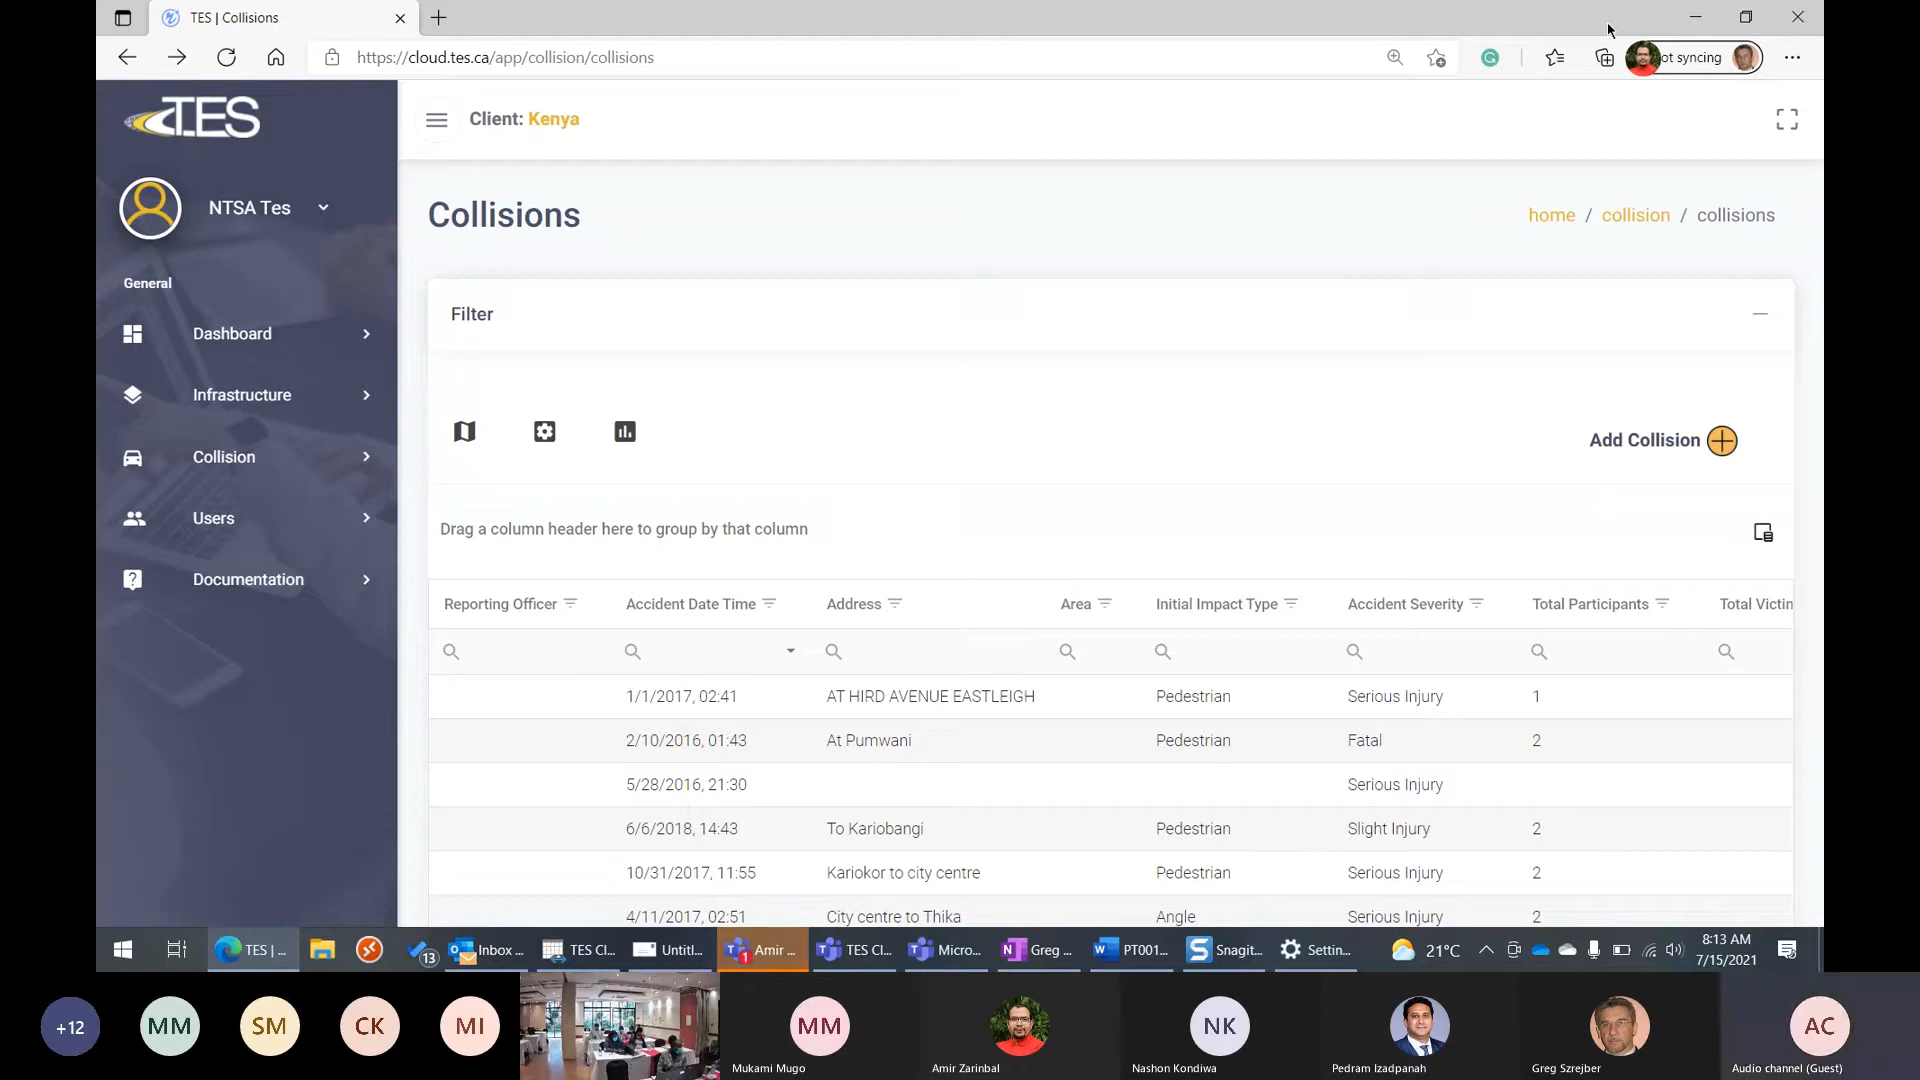 TES | Collisions
https://cloud.tes.ca/app/collision/collisions
ot syncing
TES
Client: Kenya
NTSA Tes
Collisions
home / collision / collisions
General
Filter
Dashboard
Infrastructure
Collision
Users
Documentation
Add Collision
Drag a column header here to group by that column
Reporting Officer Accident Date Time Address Area Initial Impact Type Accident Severity Total Participants Total Victin
1/1/2017, 02:41 AT HIRD AVENUE EASTLEIGH Pedestrian Serious Injury 1
2/10/2016, 01:43 At Pumwani Pedestrian Fatal 2
5/28/2016, 21:30 Serious Injury
6/6/2018, 14:43 To Kariobangi Pedestrian Slight Injury 2
10/31/2017, 11:55 Kariokor to city centre Pedestrian Serious Injury 2
4/11/2017, 02:51 City centre to Thika Angle Serious Injury 2
TES | ... 13 Inbox ... TES Cl... Untitl... 1 Amir ... TES Cl... Micro... Greg ... PT001... Snagit... Settin... 21°C 8:13 AM
7/15/2021
+12 MM SM CK MI MM NK AC
Mukami Mugo Amir Zarinbal Nashon Kondiwa Pedram Izadpanah Greg Szrejber Audio channel (Guest)